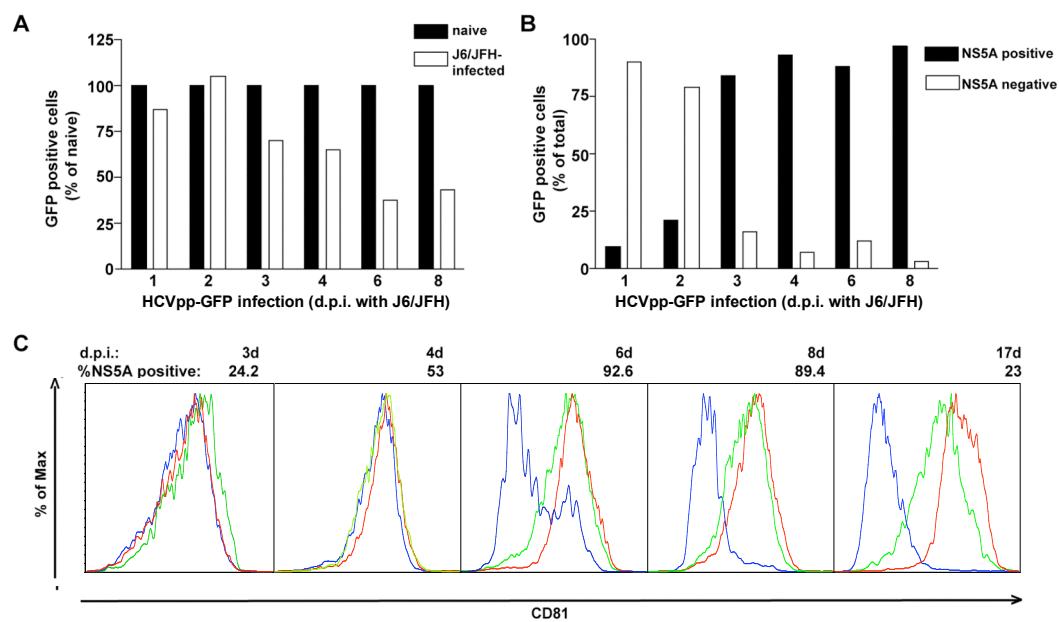 A
125
100
75
50
25
0
GFP positive cells
(% of naive)
naive
J6/JFH-
infected
1 2 3 4 6 8
HCVpp-GFP infection (d.p.i. with J6/JFH)
B
100
75
50
25
0
GFP positive cells
(% of total)
NS5A positive
NS5A negative
1 2 3 4 6 8
HCVpp-GFP infection (d.p.i. with J6/JFH)
C
d.p.i.: 3d 4d 6d 8d 17d
%NS5A positive: 24.2 53 92.6 89.4 23
% of Max
CD81